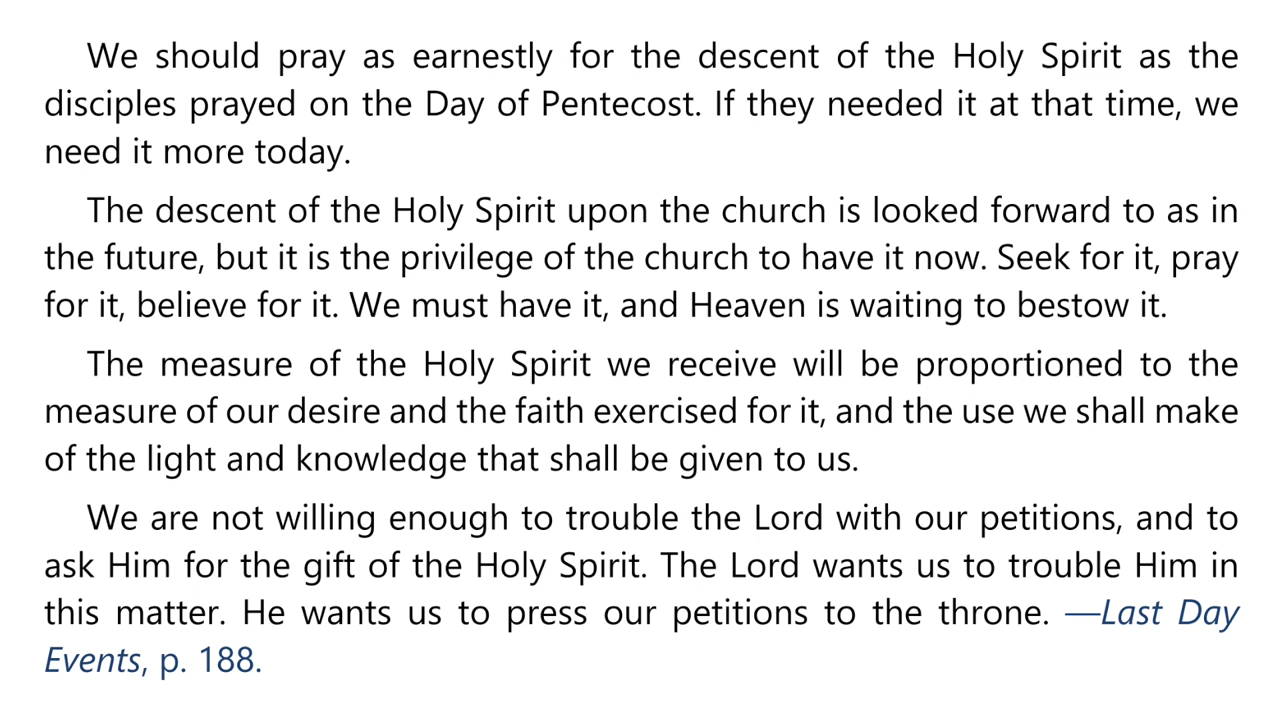 We should pray as earnestly for the descent of the Holy Spirit as the
disciples prayed on the Day of Pentecost. If they needed it at that time, we
need it more today.
The descent of the Holy Spirit upon the church is looked forward to as in
the future, but it is the privilege of the church to have it now. Seek for it, pray
for it, believe for it. We must have it, and Heaven is waiting to bestow it.
The measure of the Holy Spirit we receive will be proportioned to the
measure of our desire and the faith exercised for it, and the use we shall make
of the light and knowledge that shall be given to us.
We are not willing enough to trouble the Lord with our petitions, and to
ask Him for the gift of the Holy Spirit. The Lord wants us to trouble Him in
this matter. He wants us to press our petitions to the throne. —Last Day
Events, p. 188.